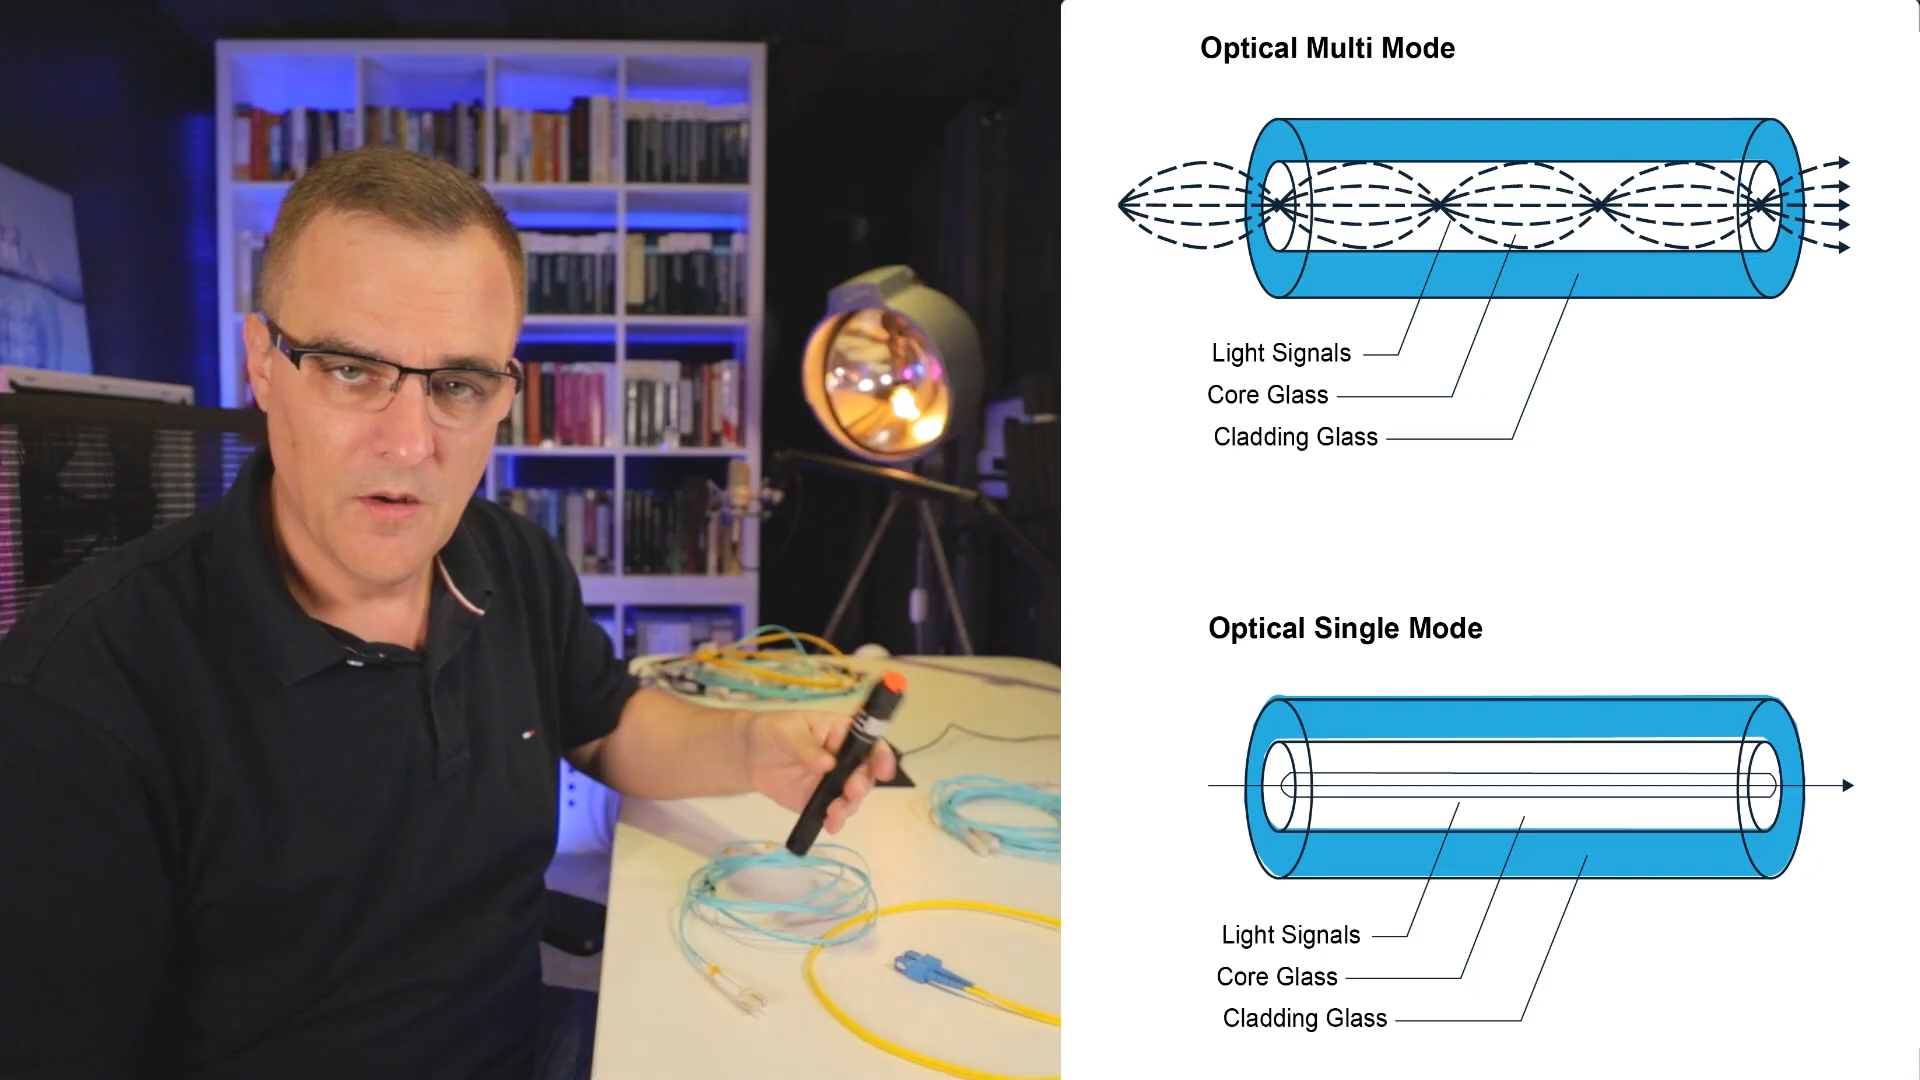 Optical Multi Mode
Light Signals
Core Glass
Cladding Glass
Optical Single Mode
Light Signals
Core Glass
Cladding Glass